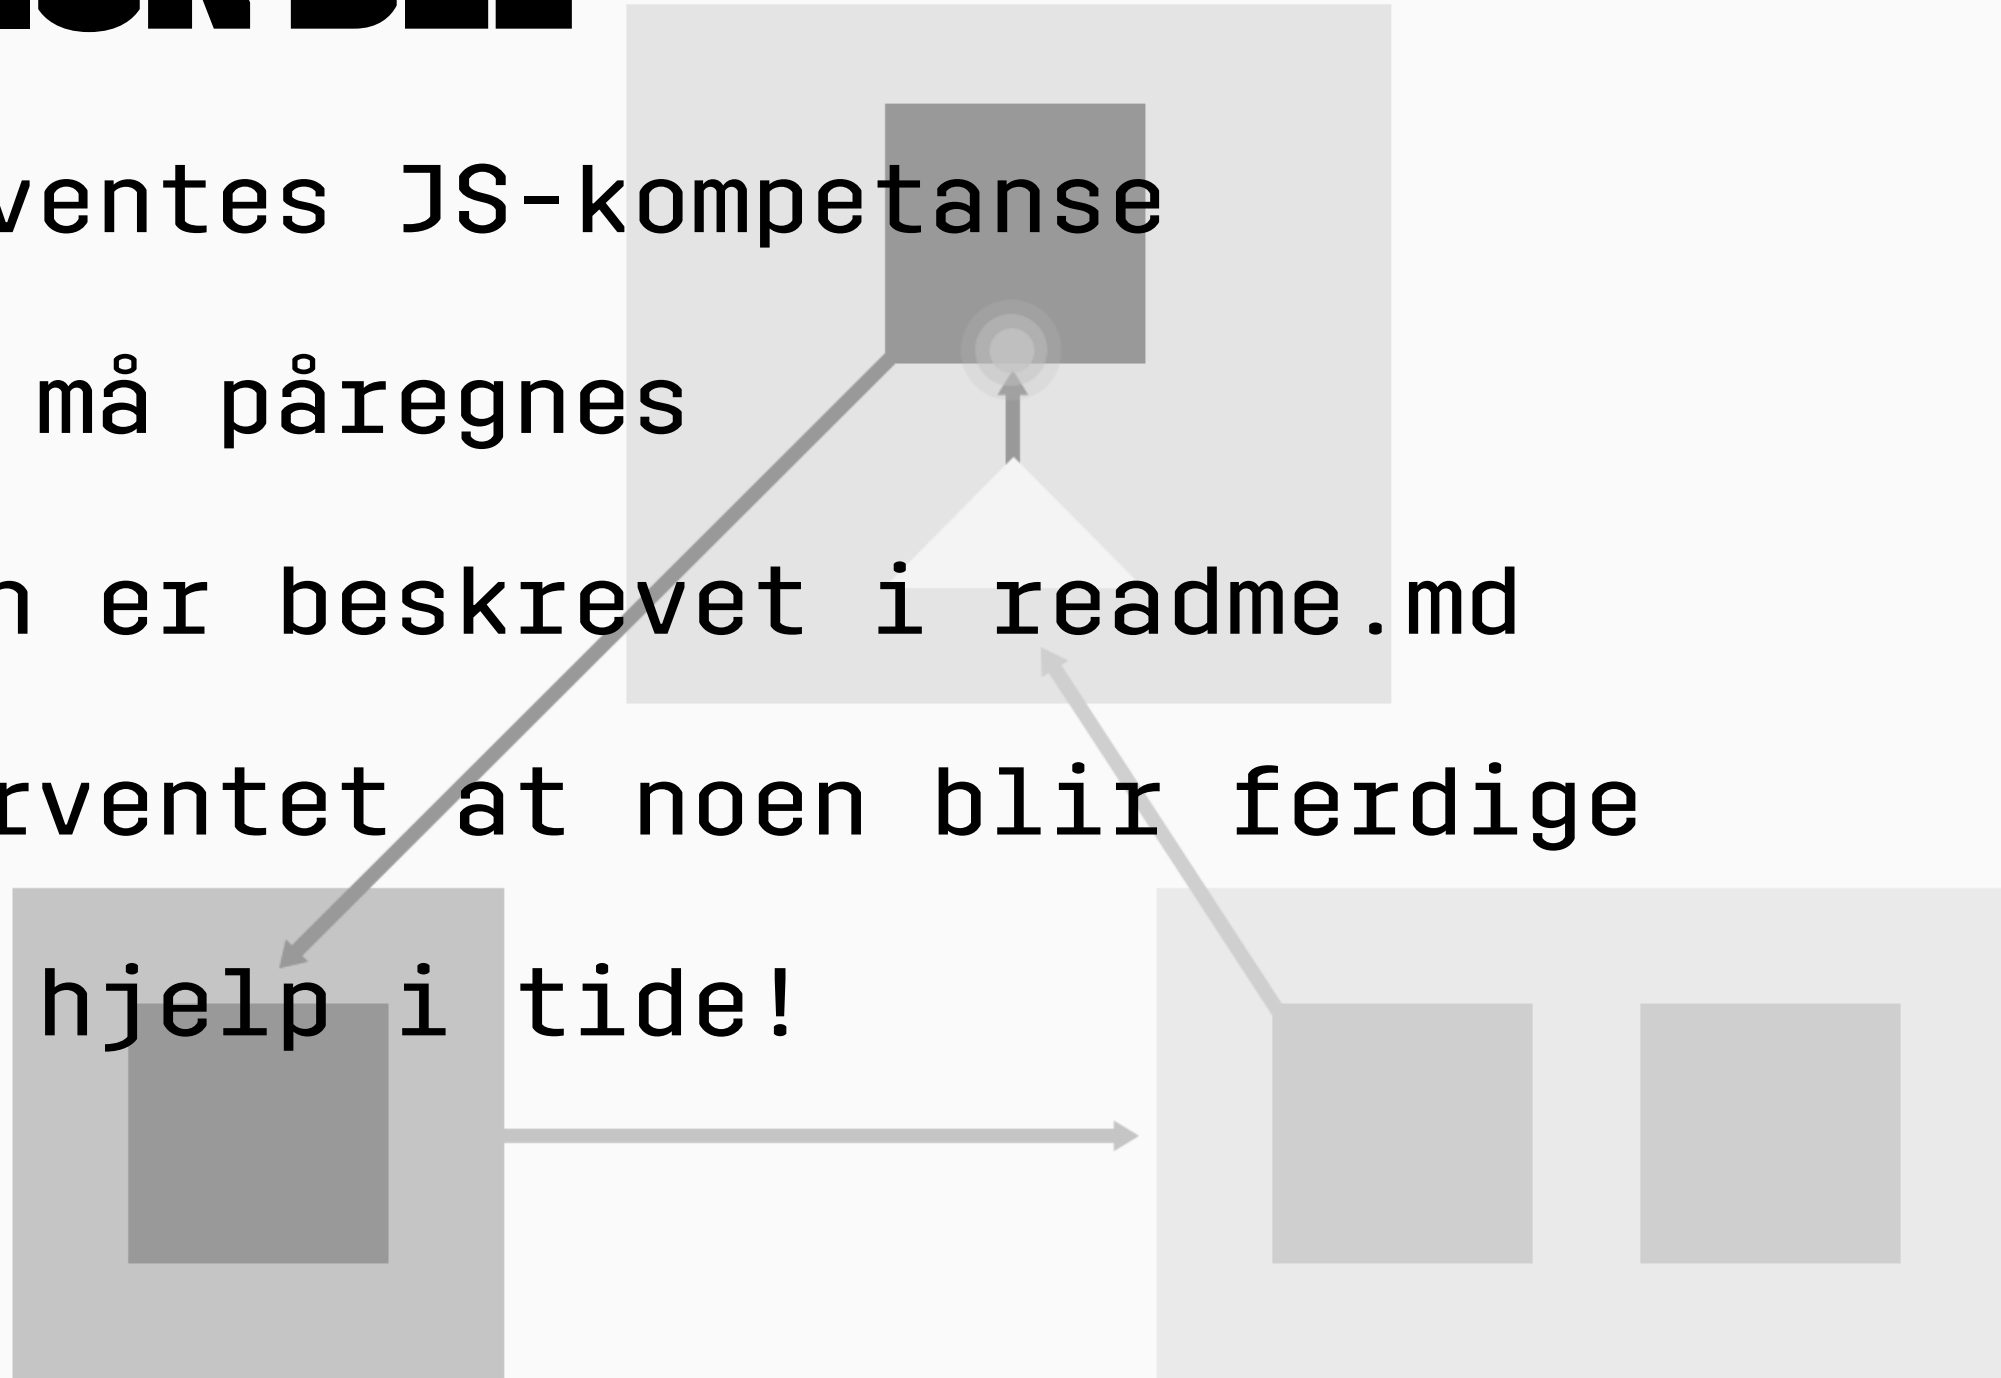 ventes JS-kompetanse
må påregnes
er beskrevet i readme.md
rventet at noen blir ferdige
hjelp i tide!